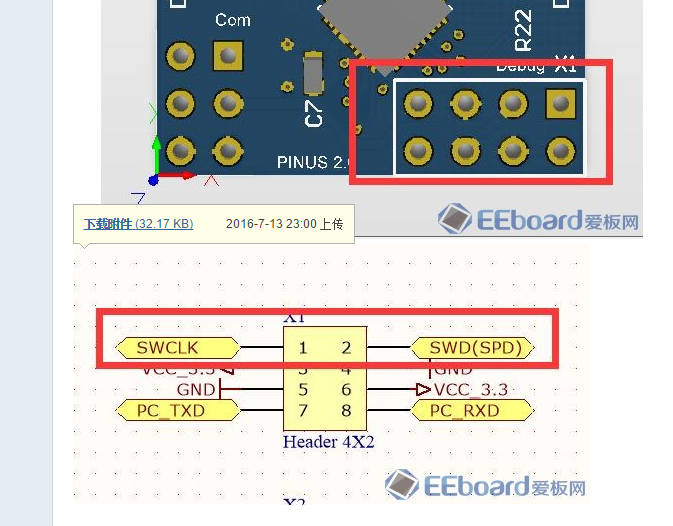 Com
R22
Debug X1
C7
PINUS 2.0
EEboard爱板网
下载附件 (32.17 KB) 2016-7-13 23:00 上传
X1
SWCLK 1 2 SWD(SPD)
VCC_3.3 3 4 GND
GND 5 6 VCC_3.3
PC_TXD 7 8 PC_RXD
Header 4X2
EEboard爱板网
X2